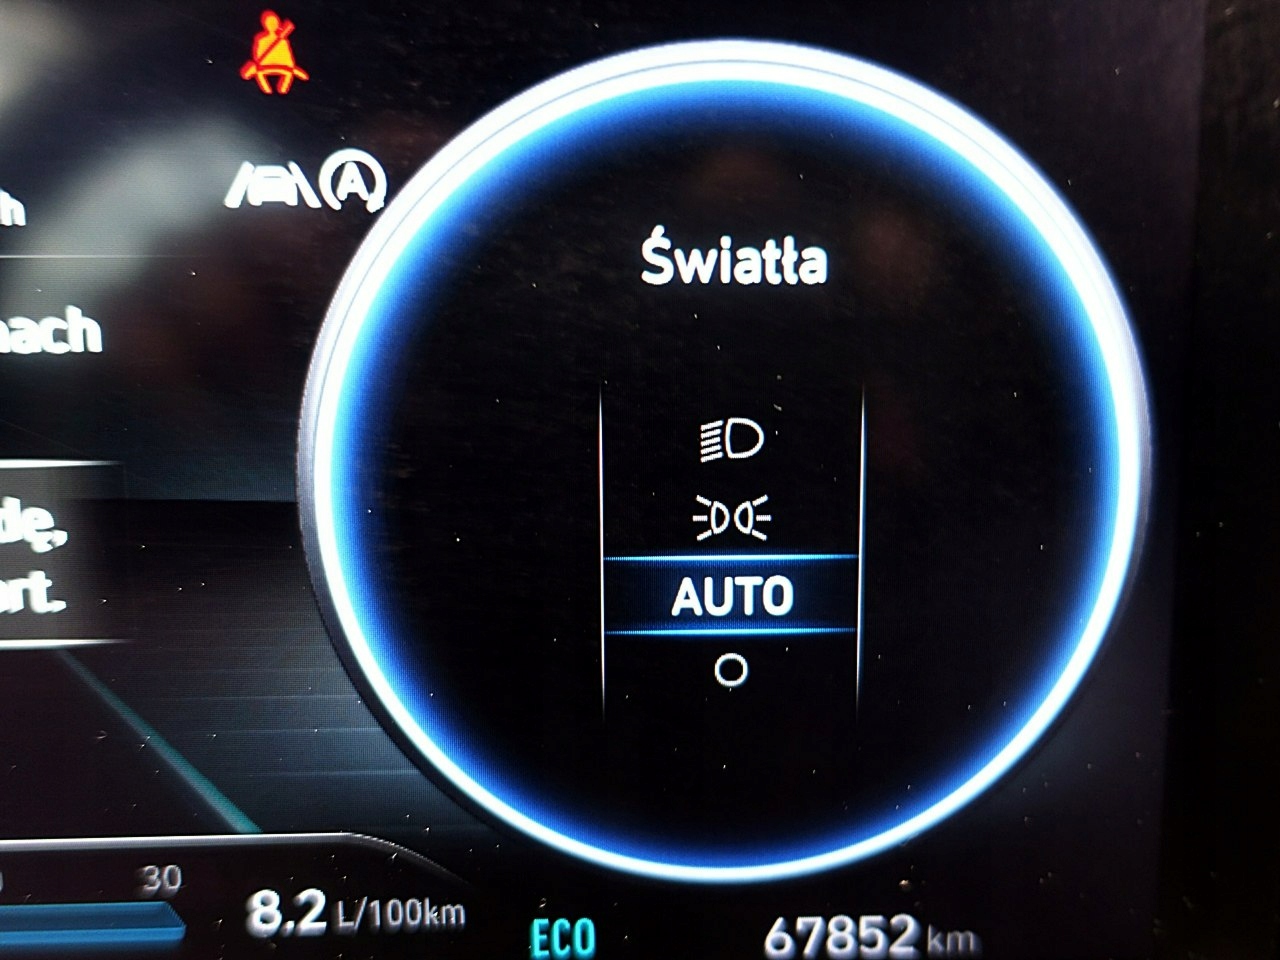 A
Światła
AUTO
30
8.2 L/100km
ECO
67852 km